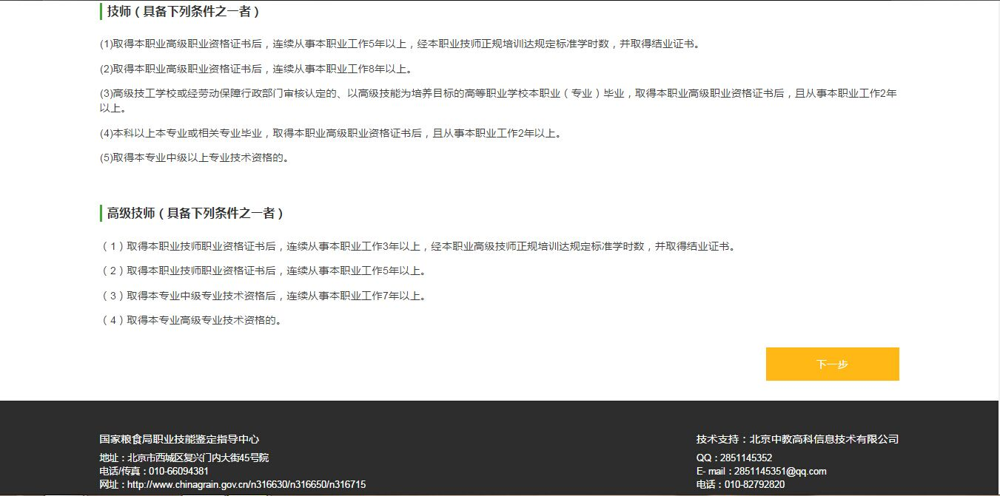 技师（具备下列条件之一者）
(1)取得本职业高级职业资格证书后，连续从事本职业工作5年以上，经本职业技师正规培训达规定标准学时数，并取得结业证书。
(2)取得本职业高级职业资格证书后，连续从事本职业工作8年以上。
(3)高级技工学校或经劳动保障行政部门审核认定的、以高级技能为培养目标的高等职业学校本职业（专业）毕业，取得本职业高级职业资格证书后，且从事本职业工作2年
以上。
(4)本科以上本专业或相关专业毕业，取得本职业高级职业资格证书后，且从事本职业工作2年以上。
(5)取得本专业中级以上专业技术资格的。
高级技师（具备下列条件之一者）
（1）取得本职业技师职业资格证书后，连续从事本职业工作3年以上，经本职业高级技师正规培训达规定标准学时数，并取得结业证书。
（2）取得本职业技师职业资格证书后，连续从事本职业工作5年以上。
（3）取得本专业中级专业技术资格后，连续从事本职业工作7年以上。
（4）取得本专业高级专业技术资格的。
下一步
国家粮食局职业技能鉴定指导中心
地址：北京市西城区复兴门内大街45号院
电话/传真：010-66094381
网址：http://www.chinagrain.gov.cn/n316630/n316650/n316715
技术支持：北京中教高科信息技术有限公司
QQ：2851145352
E- mail：2851145351@qq.com
电话：010-82792820